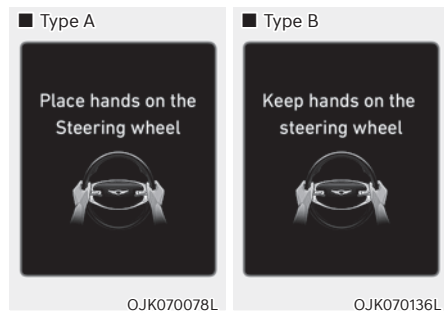 ■ Type A
Place hands on the
Steering wheel
OJK070078L
■ Type B
Keep hands on the
steering wheel
OJK070136L